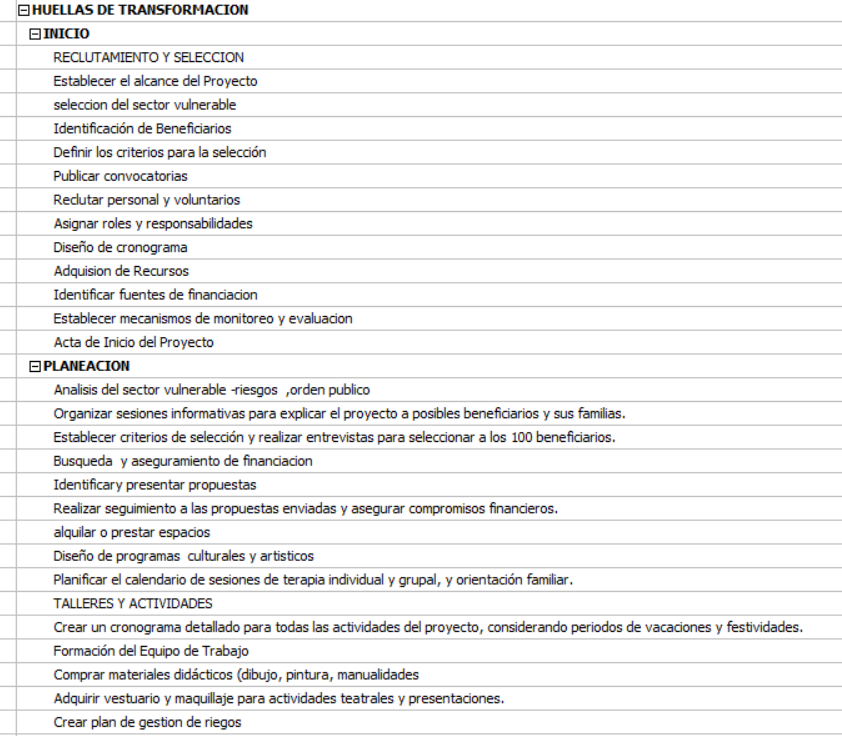 HUELLAS DE TRANSFORMACION
INICIO
RECLUTAMIENTO Y SELECCION
Establecer el alcance del Proyecto
seleccion del sector vulnerable
Identificación de Beneficiarios
Definir los criterios para la selección
Publicar convocatorias
Reclutar personal y voluntarios
Asignar roles y responsabilidades
Diseño de cronograma
Adquision de Recursos
Identificar fuentes de financiacion
Establecer mecanismos de monitoreo y evaluacion
Acta de Inicio del Proyecto
PLANEACION
Analisis del sector vulnerable -riesgos ,orden publico
Organizar sesiones informativas para explicar el proyecto a posibles beneficiarios y sus familias.
Establecer criterios de selección y realizar entrevistas para seleccionar a los 100 beneficiarios.
Busqueda y aseguramiento de financiacion
Identificary presentar propuestas
Realizar seguimiento a las propuestas enviadas y asegurar compromisos financieros.
alquilar o prestar espacios
Diseño de programas culturales y artisticos
Planificar el calendario de sesiones de terapia individual y grupal, y orientación familiar.
TALLERES Y ACTIVIDADES
Crear un cronograma detallado para todas las actividades del proyecto, considerando periodos de vacaciones y festividades.
Formación del Equipo de Trabajo
Comprar materiales didácticos (dibujo, pintura, manualidades
Adquirir vestuario y maquillaje para actividades teatrales y presentaciones.
Crear plan de gestion de riegos